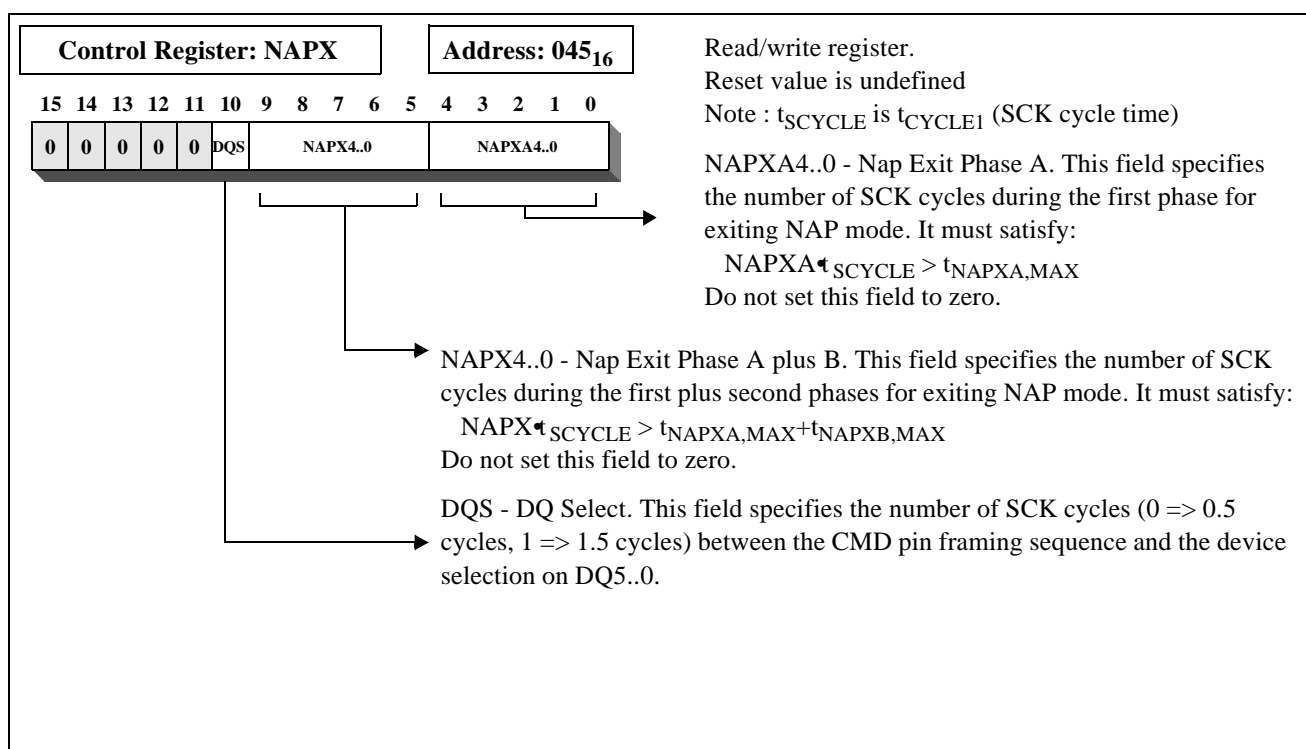 Control Register: NAPX
Address: 045₁₆
15 14 13 12 11 10 9 8 7 6 5 4 3 2 1 0
0 0 0 0 0 DQS NAPX4..0 NAPXA4..0
Read/write register.
Reset value is undefined
Note : tSCYCLE is tCYCLE1 (SCK cycle time)
NAPXA4..0 - Nap Exit Phase A. This field specifies
the number of SCK cycles during the first phase for
exiting NAP mode. It must satisfy:
NAPXA•tSCYCLE > tNAPXA,MAX
Do not set this field to zero.
NAPX4..0 - Nap Exit Phase A plus B. This field specifies the number of SCK
cycles during the first plus second phases for exiting NAP mode. It must satisfy:
NAPX•tSCYCLE > tNAPXA,MAX+tNAPXB,MAX
Do not set this field to zero.
DQS - DQ Select. This field specifies the number of SCK cycles (0 => 0.5
cycles, 1 => 1.5 cycles) between the CMD pin framing sequence and the device
selection on DQ5..0.